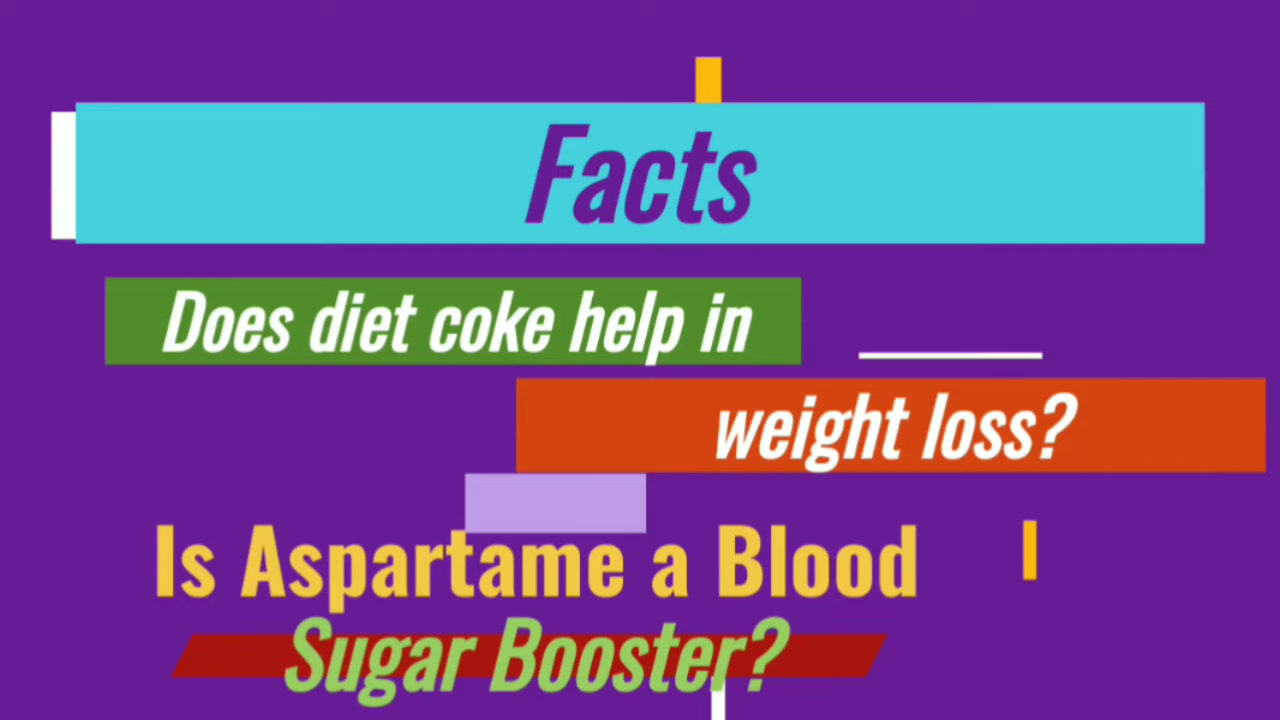 Facts
Does diet coke help in
weight loss?
Is Aspartame a Blood
Sugar Booster?